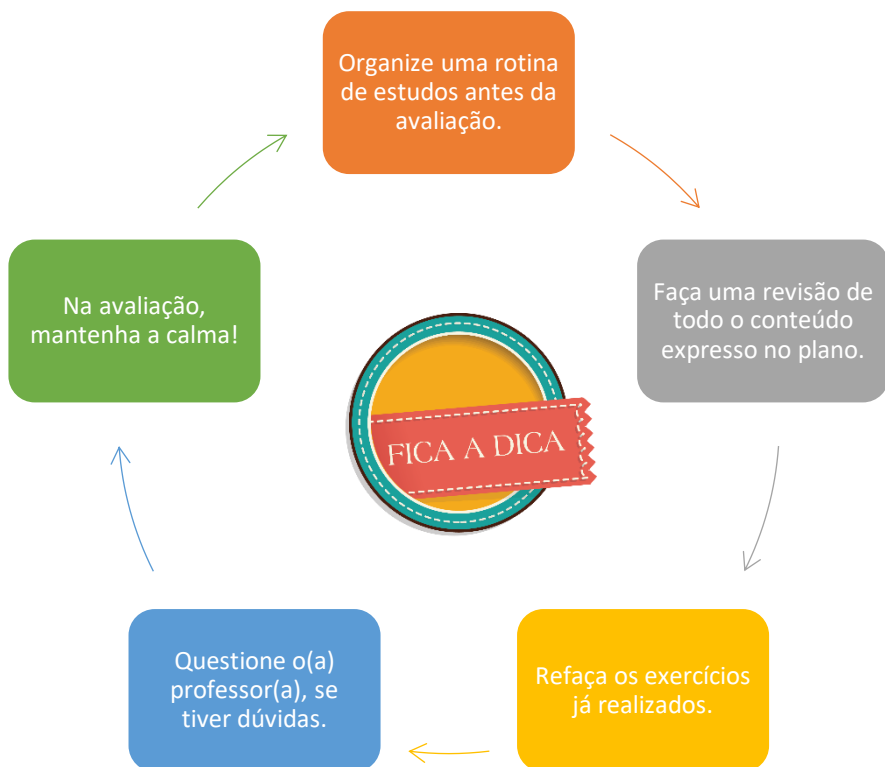 Organize uma rotina
de estudos antes da
avaliação.
Faça uma revisão de
todo o conteúdo
expresso no plano.
Refaça os exercícios
já realizados.
Questione o(a)
professor(a), se
tiver dúvidas.
Na avaliação,
mantenha a calma!
FICA A DICA